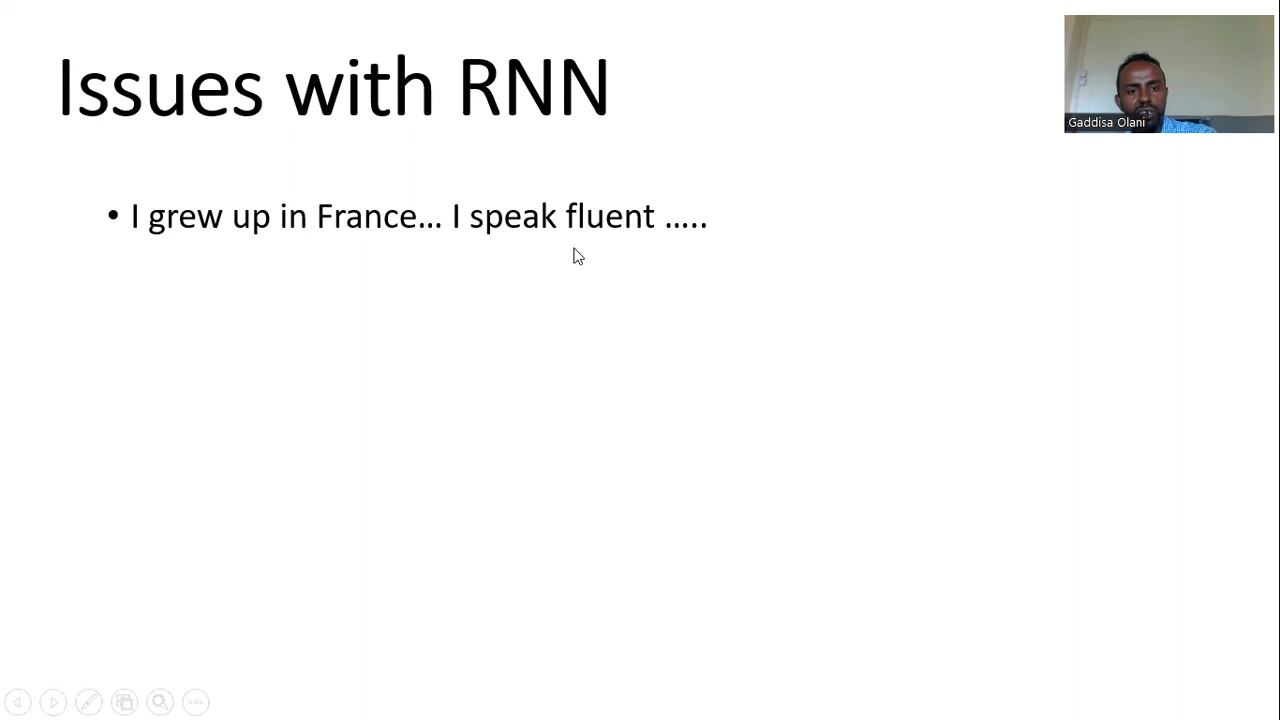 Issues with RNN
Gaddisa Olani
• I grew up in France... I speak fluent .....